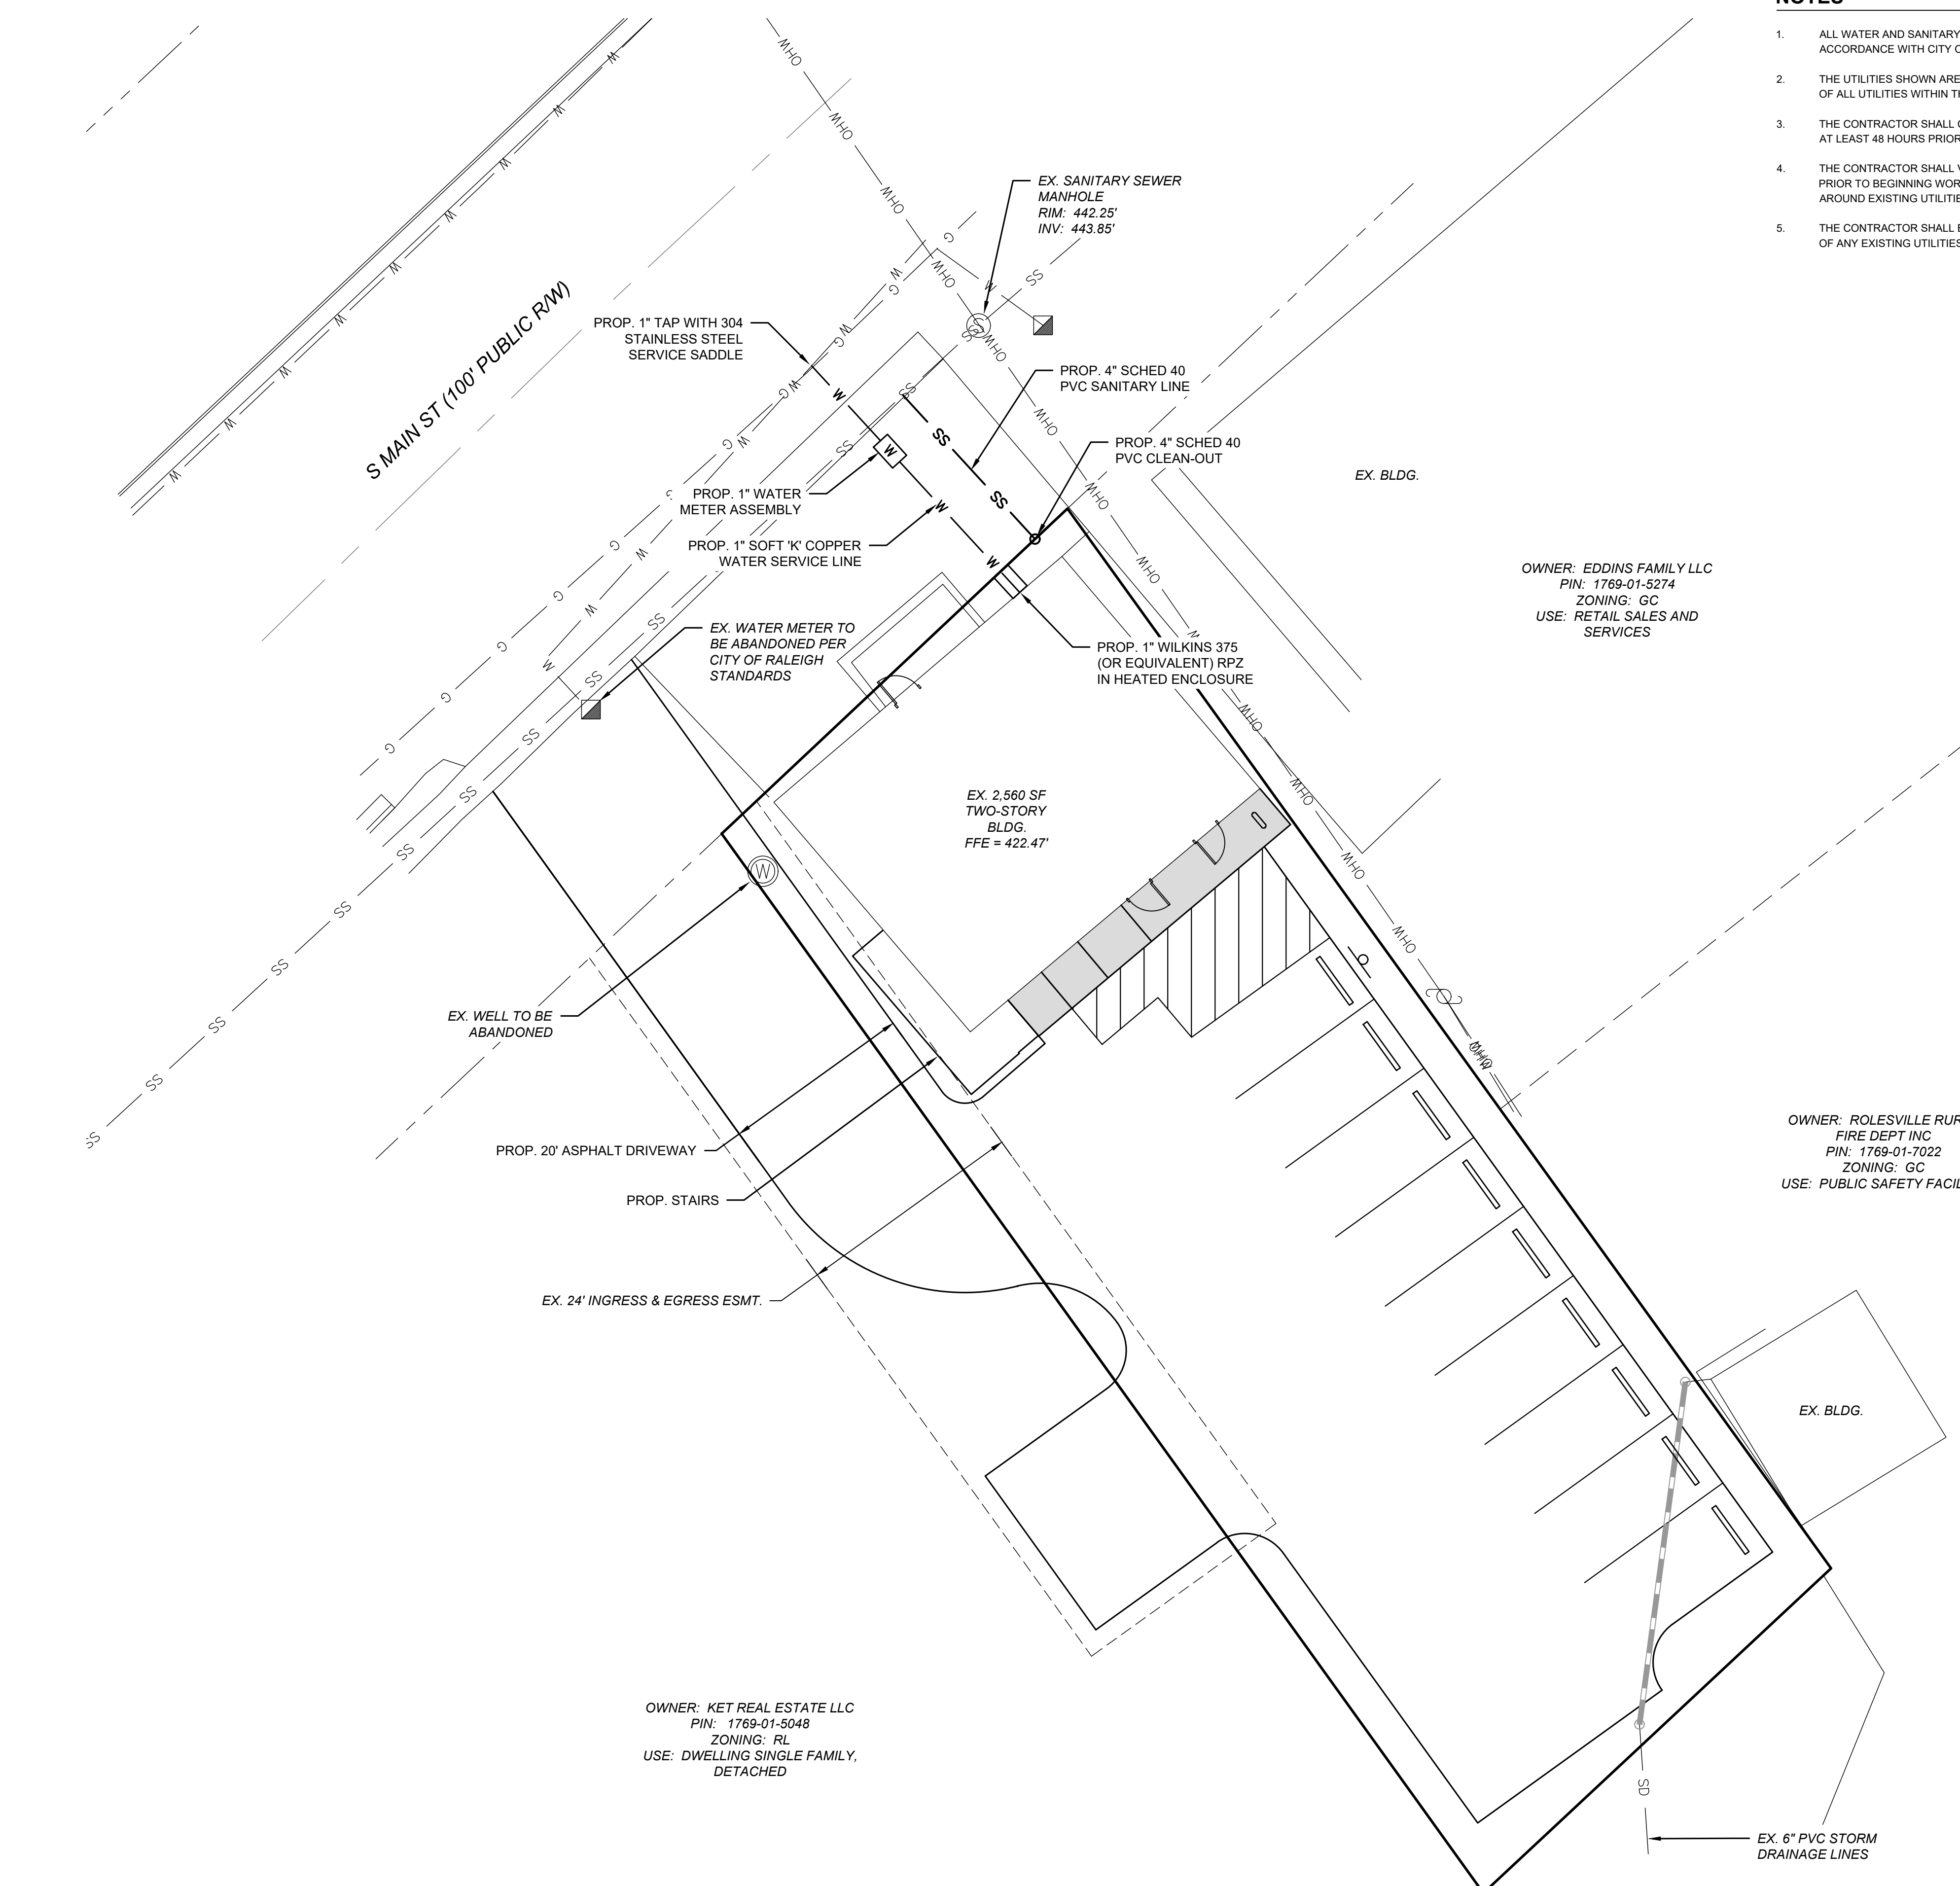 NOTES
1. ALL WATER AND SANITARY
ACCORDANCE WITH CITY
2. THE UTILITIES SHOWN ARE
OF ALL UTILITIES WITHIN
3. THE CONTRACTOR SHALL
AT LEAST 48 HOURS PRIOR
4. THE CONTRACTOR SHALL
PRIOR TO BEGINNING
AROUND EXISTING
5. THE CONTRACTOR SHALL
OF ANY EXISTING UTILITIES
EX. SANITARY SEWER
MANHOLE
RIM: 442.25'
INV: 443.85'
S MAIN ST (100' PUBLIC R/W)
PROP. 1" TAP WITH 304
STAINLESS STEEL
SERVICE SADDLE
PROP. 4" SCHED 40
PVC SANITARY LINE
PROP. 4" SCHED 40
PVC CLEAN-OUT
EX. BLDG.
PROP. 1" WATER
METER ASSEMBLY
PROP. 1" SOFT 'K' COPPER
WATER SERVICE LINE
OWNER: EDDINS FAMILY LLC
PIN: 1769-01-5274
ZONING: GC
USE: RETAIL SALES AND
SERVICES
EX. WATER METER TO
BE ABANDONED PER
CITY OF RALEIGH
STANDARDS
PROP. 1" WILKINS 375
(OR EQUIVALENT) RPZ
IN HEATED ENCLOSURE
EX. 2,560 SF
TWO-STORY
BLDG.
FFE = 422.47'
EX. WELL TO BE
ABANDONED
PROP. 20' ASPHALT DRIVEWAY
PROP. STAIRS
EX. 24' INGRESS & EGRESS ESMT.
OWNER: ROLESVILLE
FIRE DEPT INC
PIN: 1769-01-7022
ZONING: GC
USE: PUBLIC SAFETY
EX. BLDG.
OWNER: KET REAL ESTATE LLC
PIN: 1769-01-5048
ZONING: RL
USE: DWELLING SINGLE FAMILY,
DETACHED
SD
EX. 6" PVC STORM
DRAINAGE LINES
W
SS
G
OHW